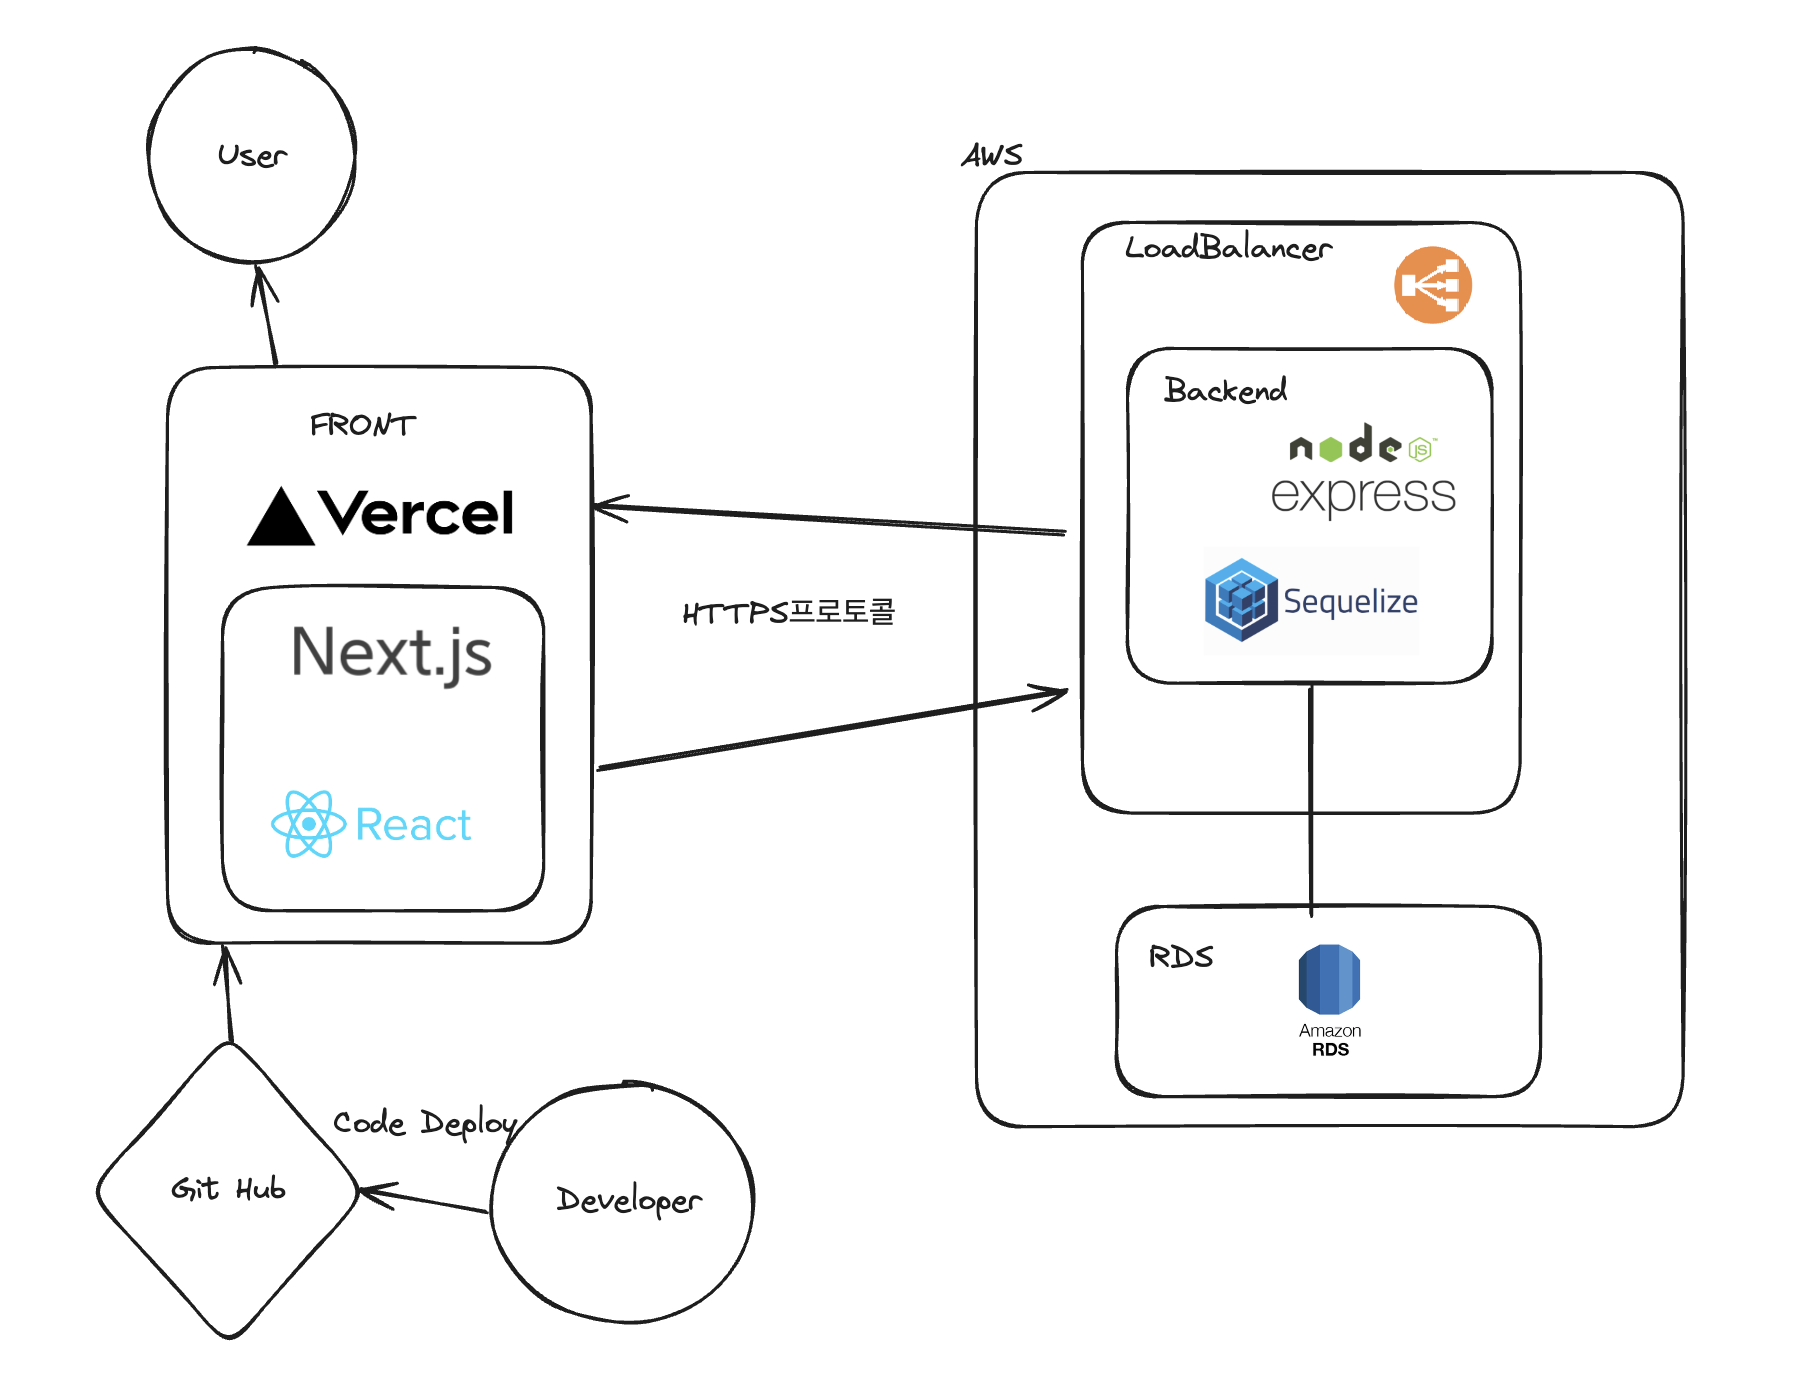 User
AWS
LoadBalancer
Backend
node JS™
express
Sequelize
FRONT
Vercel
Next.js
React
HTTPS프로토콜
RDS
Amazon
RDS
Code Deploy
Git Hub
Developer